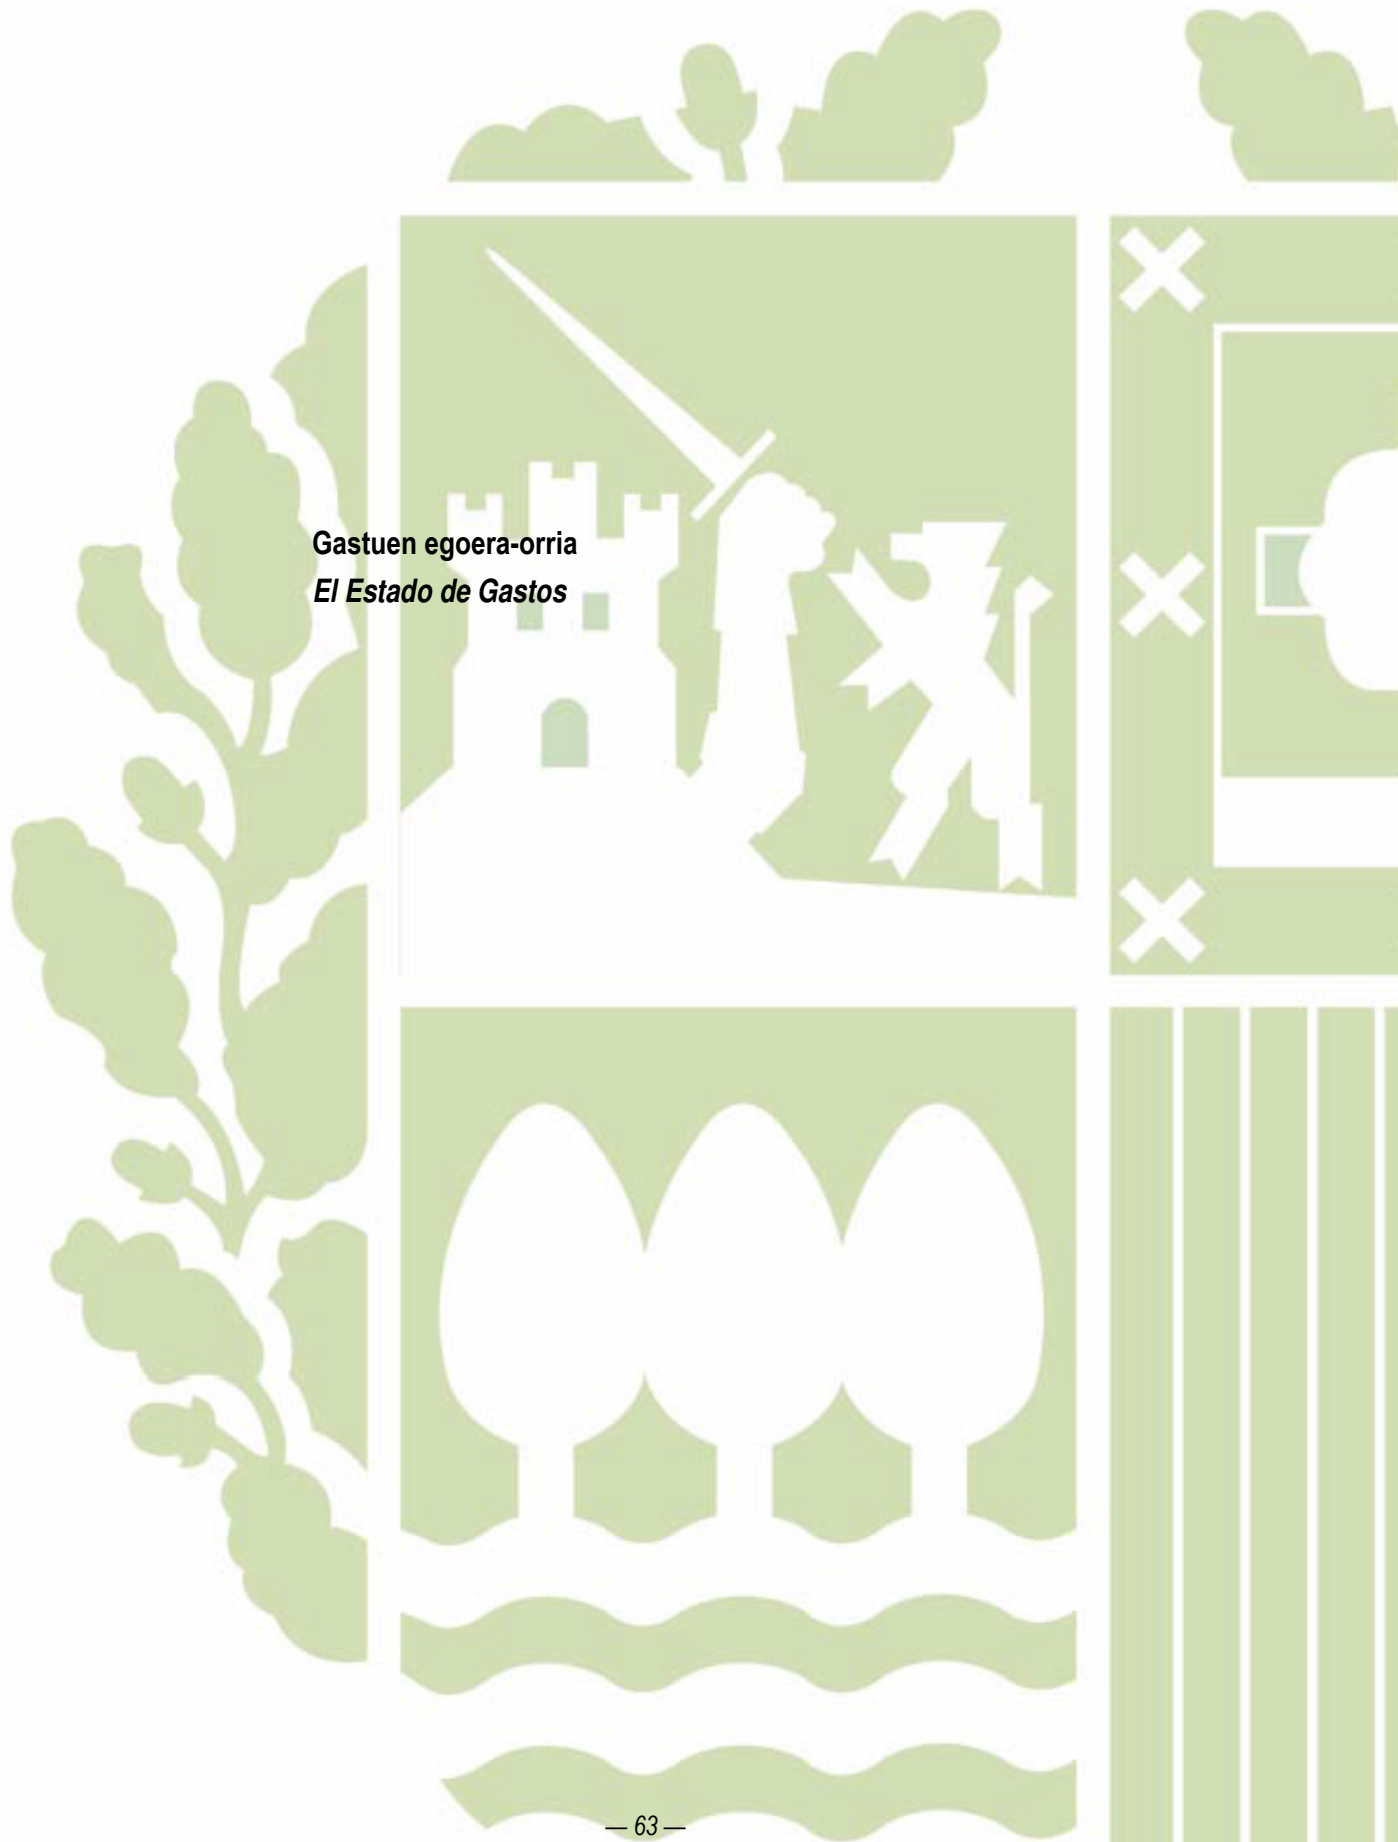 Gastuen egoera-orria
El Estado de Gastos
— 63 —